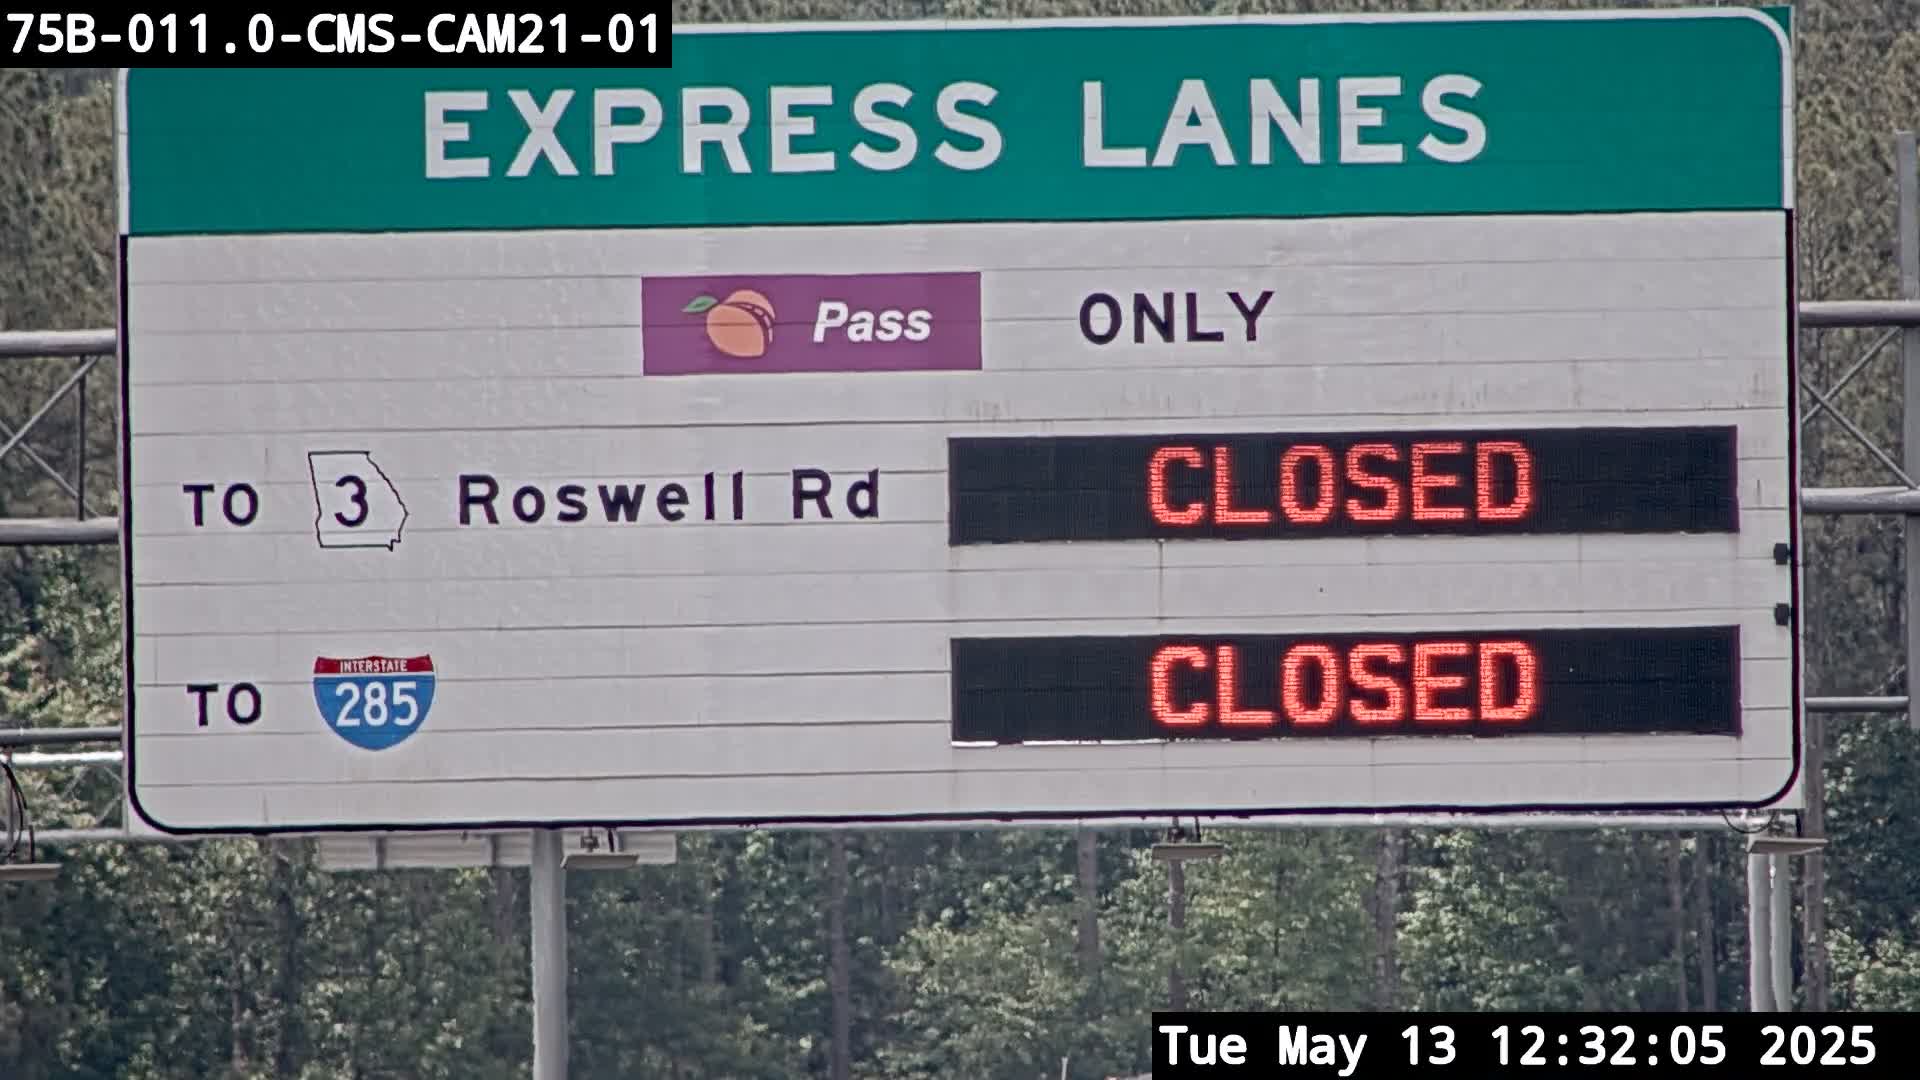 75B-011.0-CMS-CAM21-01
EXPRESS LANES
Pass ONLY
TO 3 Roswell Rd CLOSED
INTERSTATE
TO 285 CLOSED
Tue May 13 12:32:05 2025